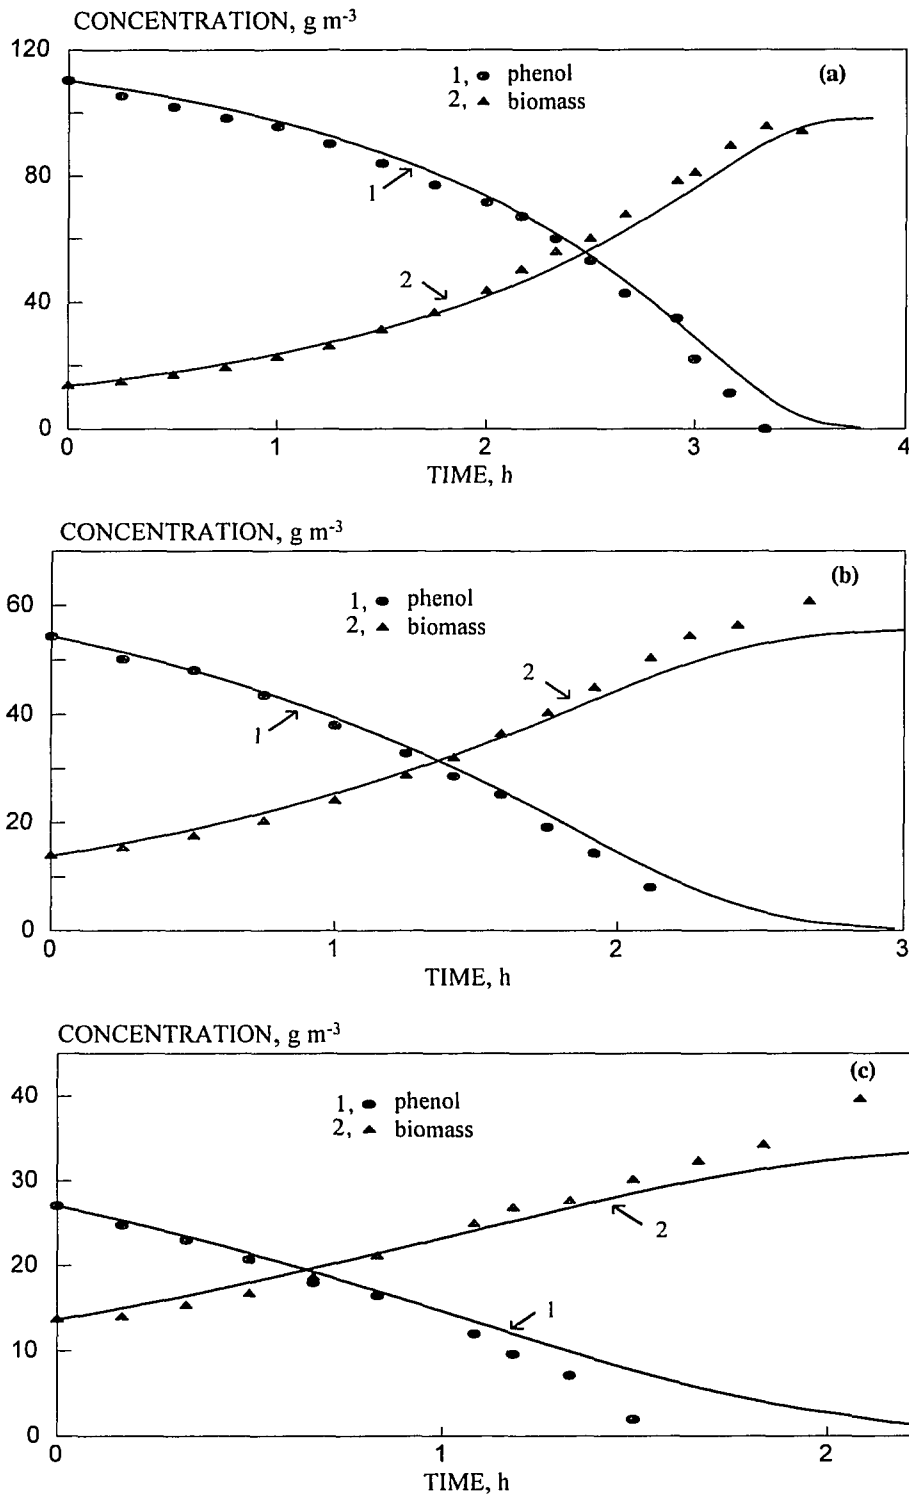 CONCENTRATION, g m-3
120
1, phenol
(a)
2, biomass
80
1
2
40
0
0 1 2 3 4
TIME, h
CONCENTRATION, g m-3
(b)
60
1, phenol
2, biomass
2
40
1
20
0
0 1 2 3
TIME, h
CONCENTRATION, g m-3
(c)
40
1, phenol
2, biomass
30
2
20
1
10
0
0 1 2
TIME, h